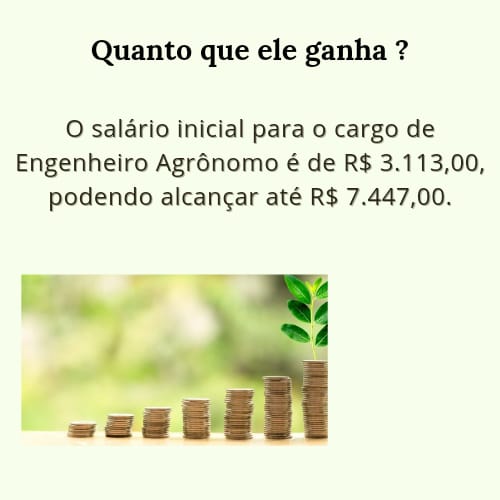 Quanto que ele ganha ?
O salário inicial para o cargo de
Engenheiro Agrônomo é de R$ 3.113,00,
podendo alcançar até R$ 7.447,00.